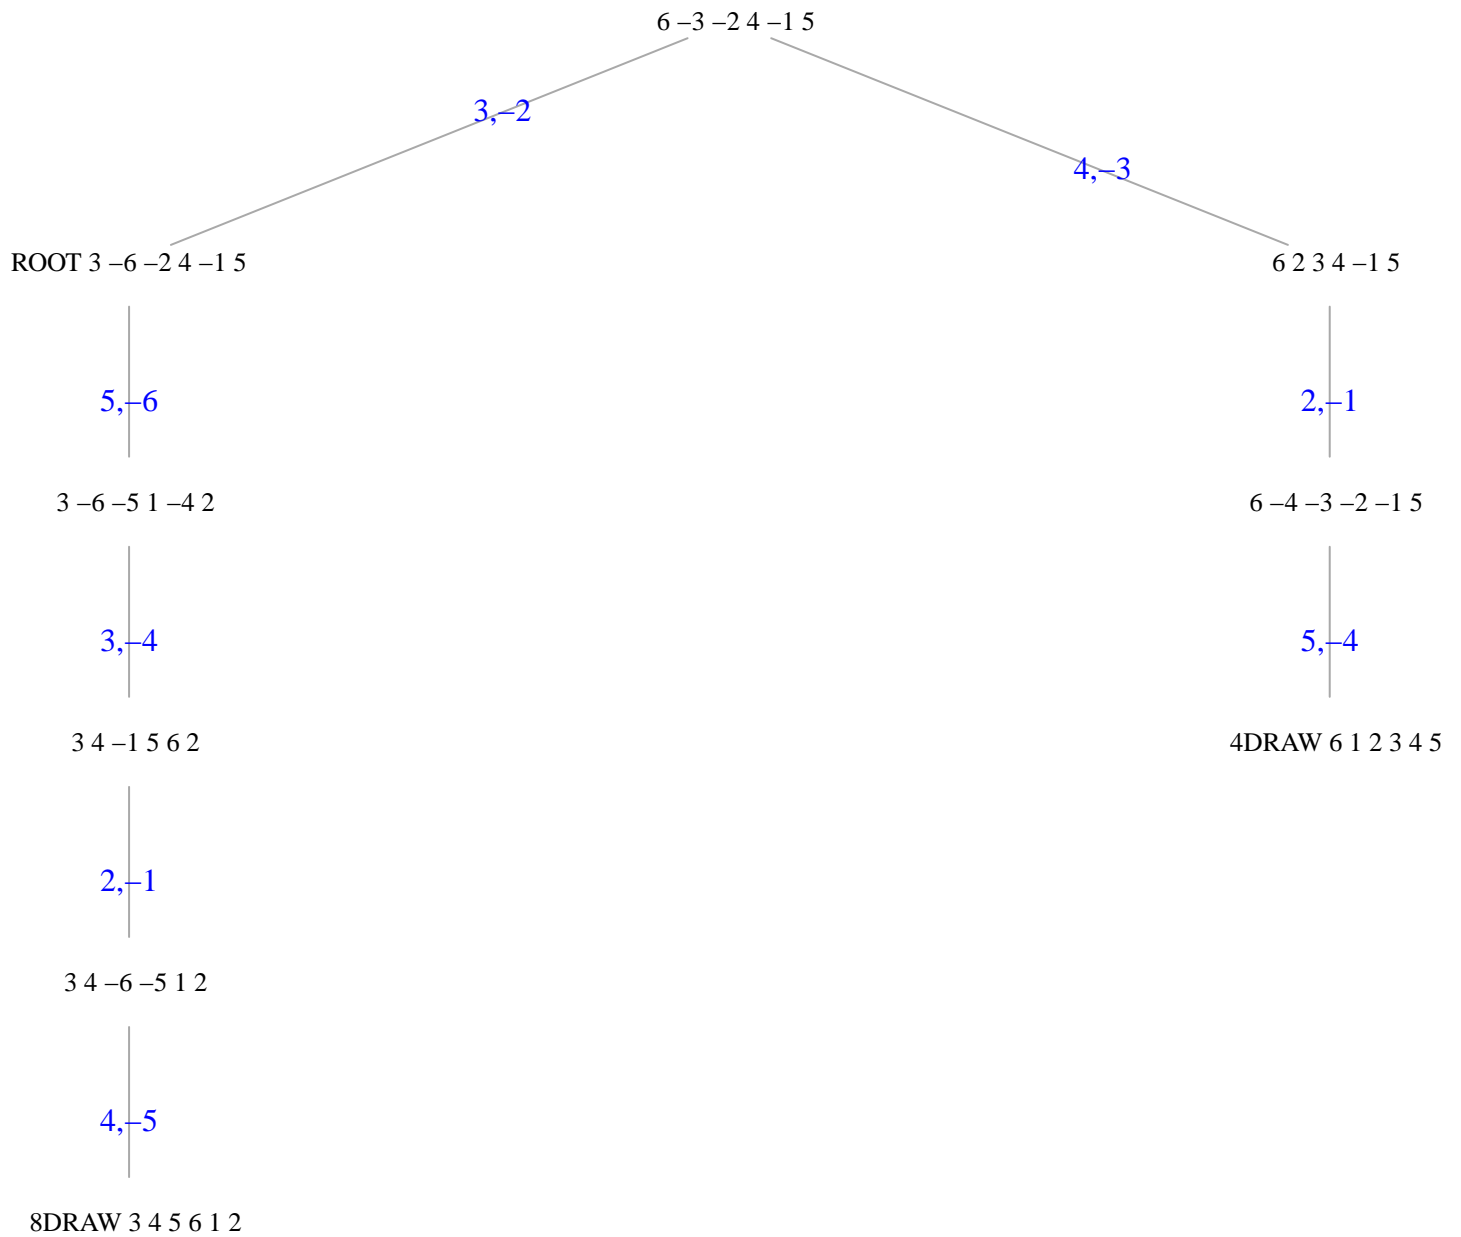 6 –3 –2 4 –1 5
3,–2
4,–3
ROOT 3 –6 –2 4 –1 5
6 2 3 4 –1 5
5,–6
2,–1
3 –6 –5 1 –4 2
6 –4 –3 –2 –1 5
3,–4
5,–4
3 4 –1 5 6 2
4DRAW 6 1 2 3 4 5
2,–1
3 4 –6 –5 1 2
4,–5
8DRAW 3 4 5 6 1 2